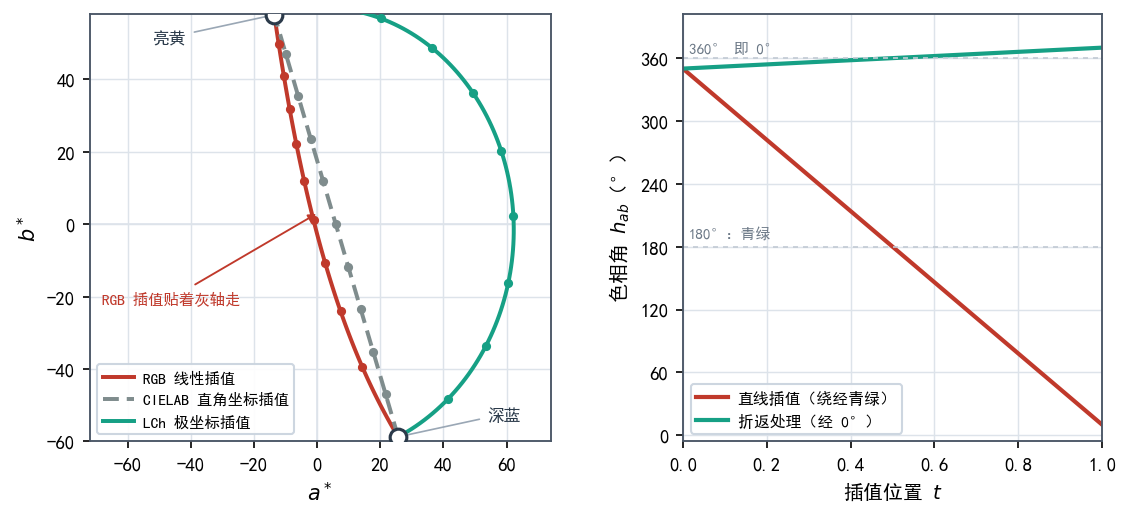 亮黄
40
20
0
−20
−40
−60
b*
RGB 插值贴着灰轴走
深蓝
RGB 线性插值
CIELAB 直角坐标插值
LCh 极坐标插值
−60
−40
−20
0
20
40
60
a*
360
300
240
180
120
60
0
色相角 h_ab (°)
360° 即 0°
180°：青绿
直线插值（绕经青绿）
折返处理（经 0°）
0.0
0.2
0.4
0.6
0.8
1.0
插值位置 t